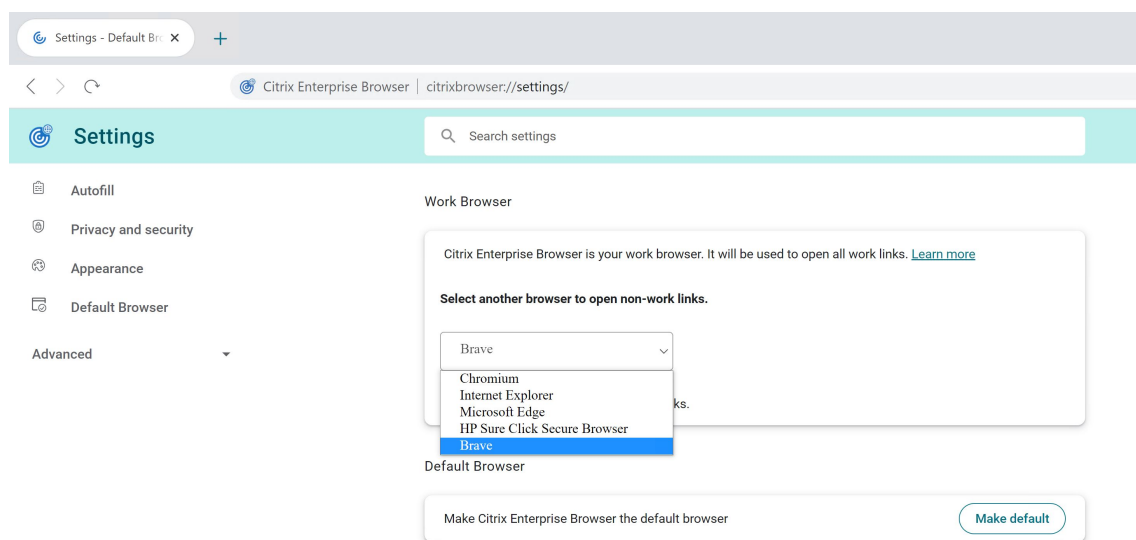 Settings - Default Bro
Citrix Enterprise Browser | citrixbrowser://settings/
Settings
Search settings
Autofill
Privacy and security
Appearance
Default Browser
Advanced
Work Browser
Citrix Enterprise Browser is your work browser. It will be used to open all work links. Learn more
Select another browser to open non-work links.
Brave
Chromium
Internet Explorer
Microsoft Edge
HP Sure Click Secure Browser
Brave
ks.
Default Browser
Make Citrix Enterprise Browser the default browser
Make default